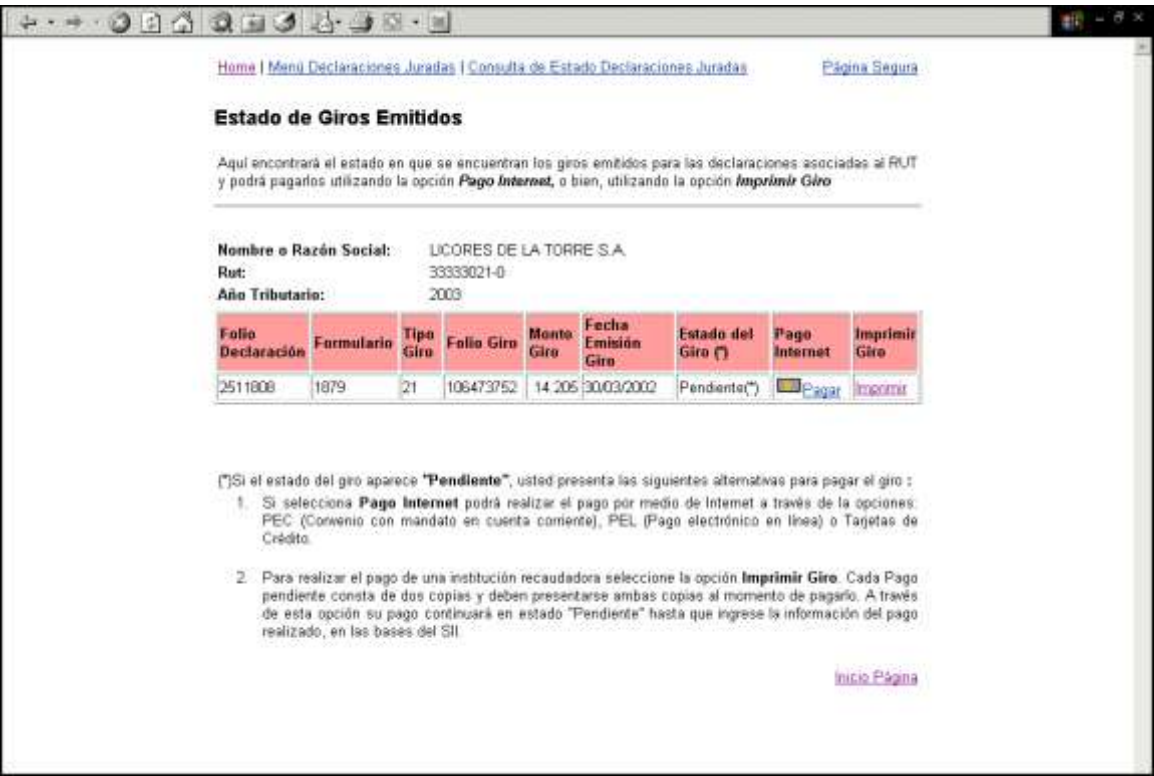 Home | Menú Declaraciones Juradas | Consulta de Estado Declaraciones Juradas Página Segura
Estado de Giros Emitidos
Aquí encontrará el estado en que se encuentran los giros emitidos para las declaraciones asociadas al RUT
y podrá pagarlos utilizando la opción Pago Internet, o bien, utilizando la opción Imprimir Giro
Nombre o Razón Social: LICORES DE LA TORRE S.A.
Rut: 33333021-0
Año Tributario: 2003
Folio Declaración Formulario Tipo Giro Folio Giro Monto Giro Fecha Emisión Giro Estado del Giro (*) Pago Internet Imprimir Giro
2511808 1879 21 106473752 14.205 30/03/2002 Pendiente(*) Pagar Imprimir
(*)Si el estado del giro aparece "Pendiente", usted presenta las siguientes alternativas para pagar el giro :
1. Si selecciona Pago Internet podrá realizar el pago por medio de Internet a través de la opciones:
PEC (Convenio con mandato en cuenta corriente), PEL (Pago electrónico en línea) o Tarjetas de
Crédito.
2. Para realizar el pago de una institución recaudadora seleccione la opción Imprimir Giro. Cada Pago
pendiente consta de dos copias y deben presentarse ambas copias al momento de pagarlo. A través
de esta opción su pago continuará en estado "Pendiente" hasta que ingrese la información del pago
realizado, en las bases del SII.
Inicio Página